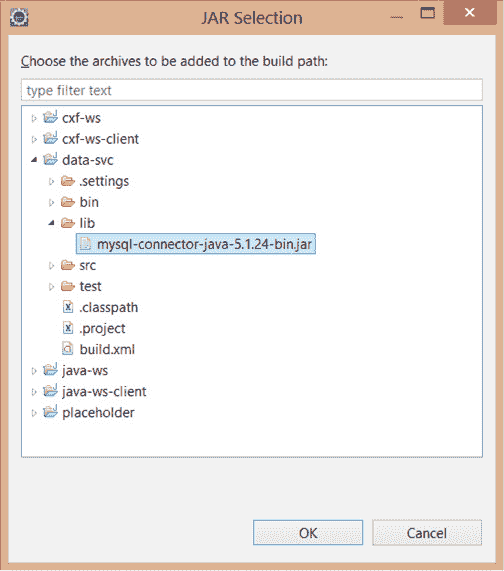 JAR Selection
Choose the archives to be added to the build path:
type filter text
cxf-ws
cxf-ws-client
data-svc
.settings
bin
lib
mysql-connector-java-5.1.24-bin.jar
src
test
.classpath
.project
build.xml
java-ws
java-ws-client
placeholder
OK
Cancel